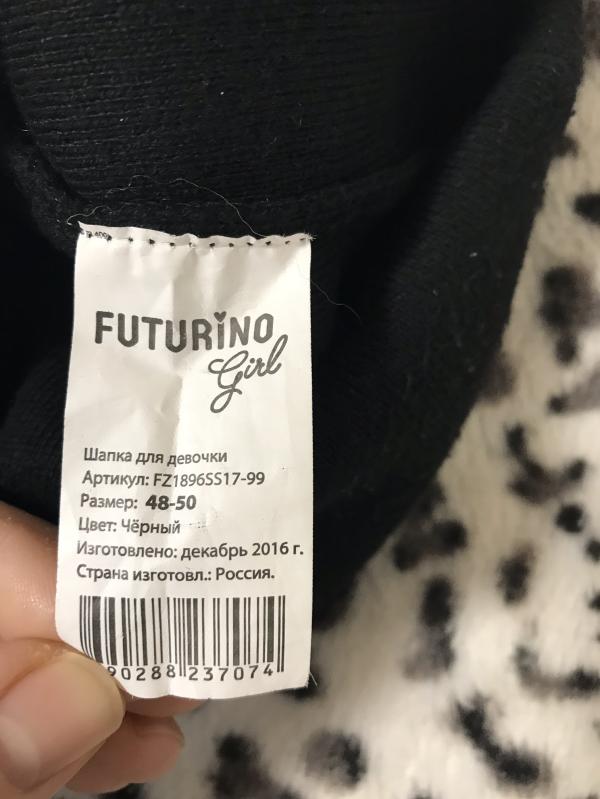 FUTURINO
Girl
Шапка для девочки
Артикул: FZ1896SS17-99
Размер: 48-50
Цвет: Чёрный
Изготовлено: декабрь 2016 г.
Страна изготовл.: Россия.
90288 237074